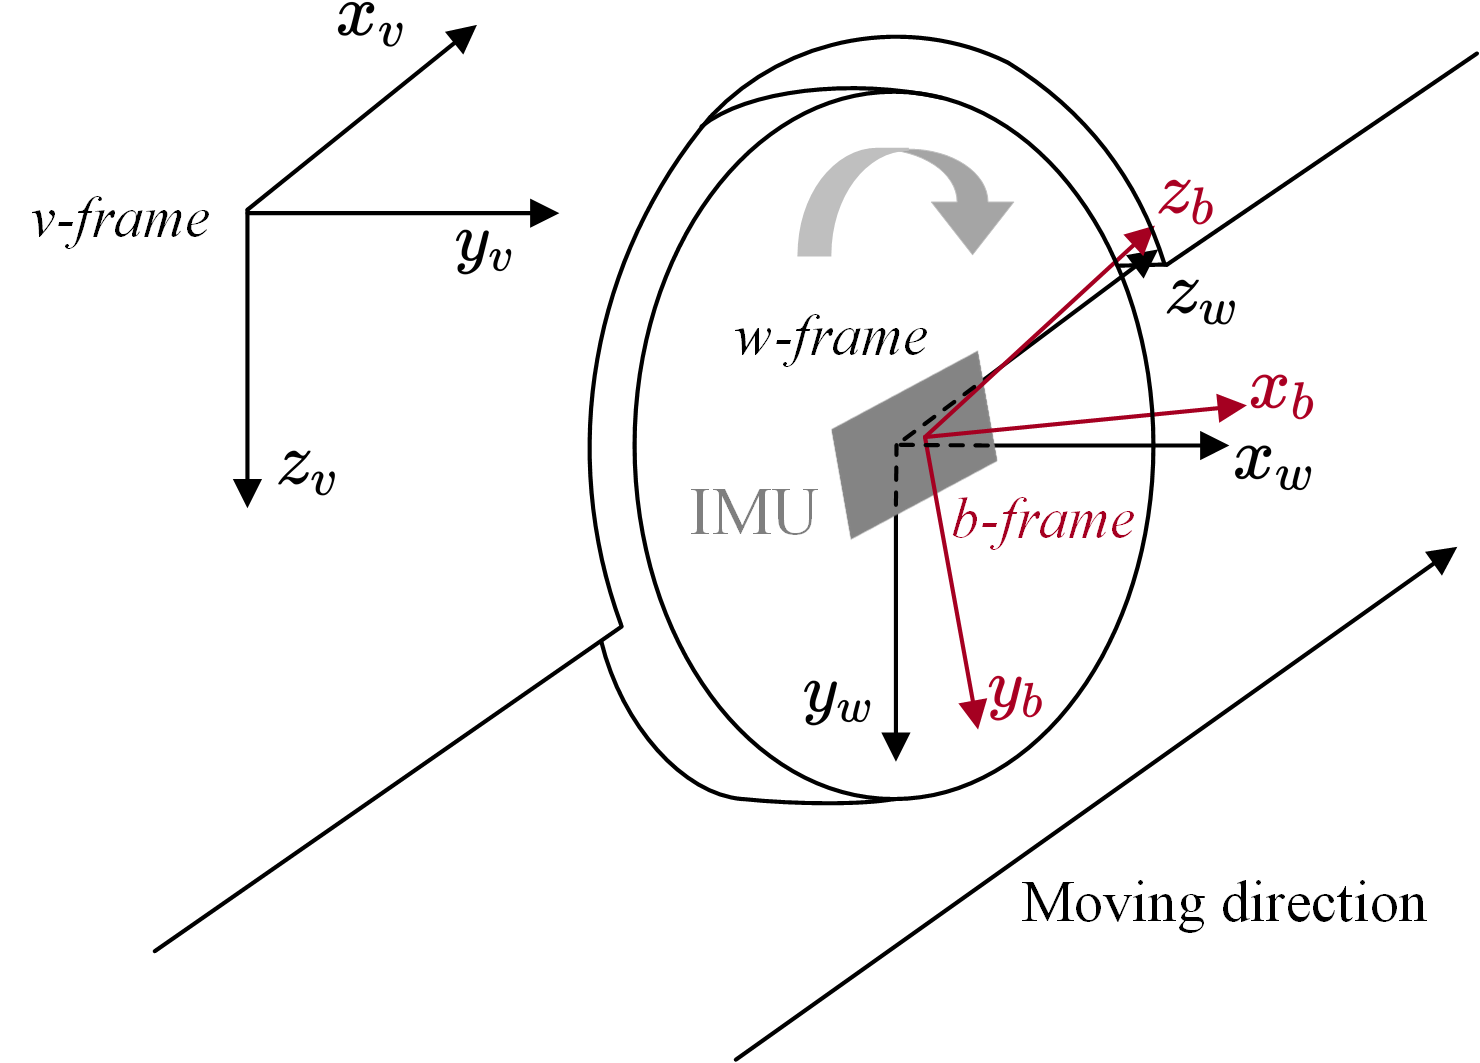 x_v
v-frame
y_v
z_b
z_w
w-frame
x_b
x_w
z_v
IMU
b-frame
y_w
y_b
Moving direction